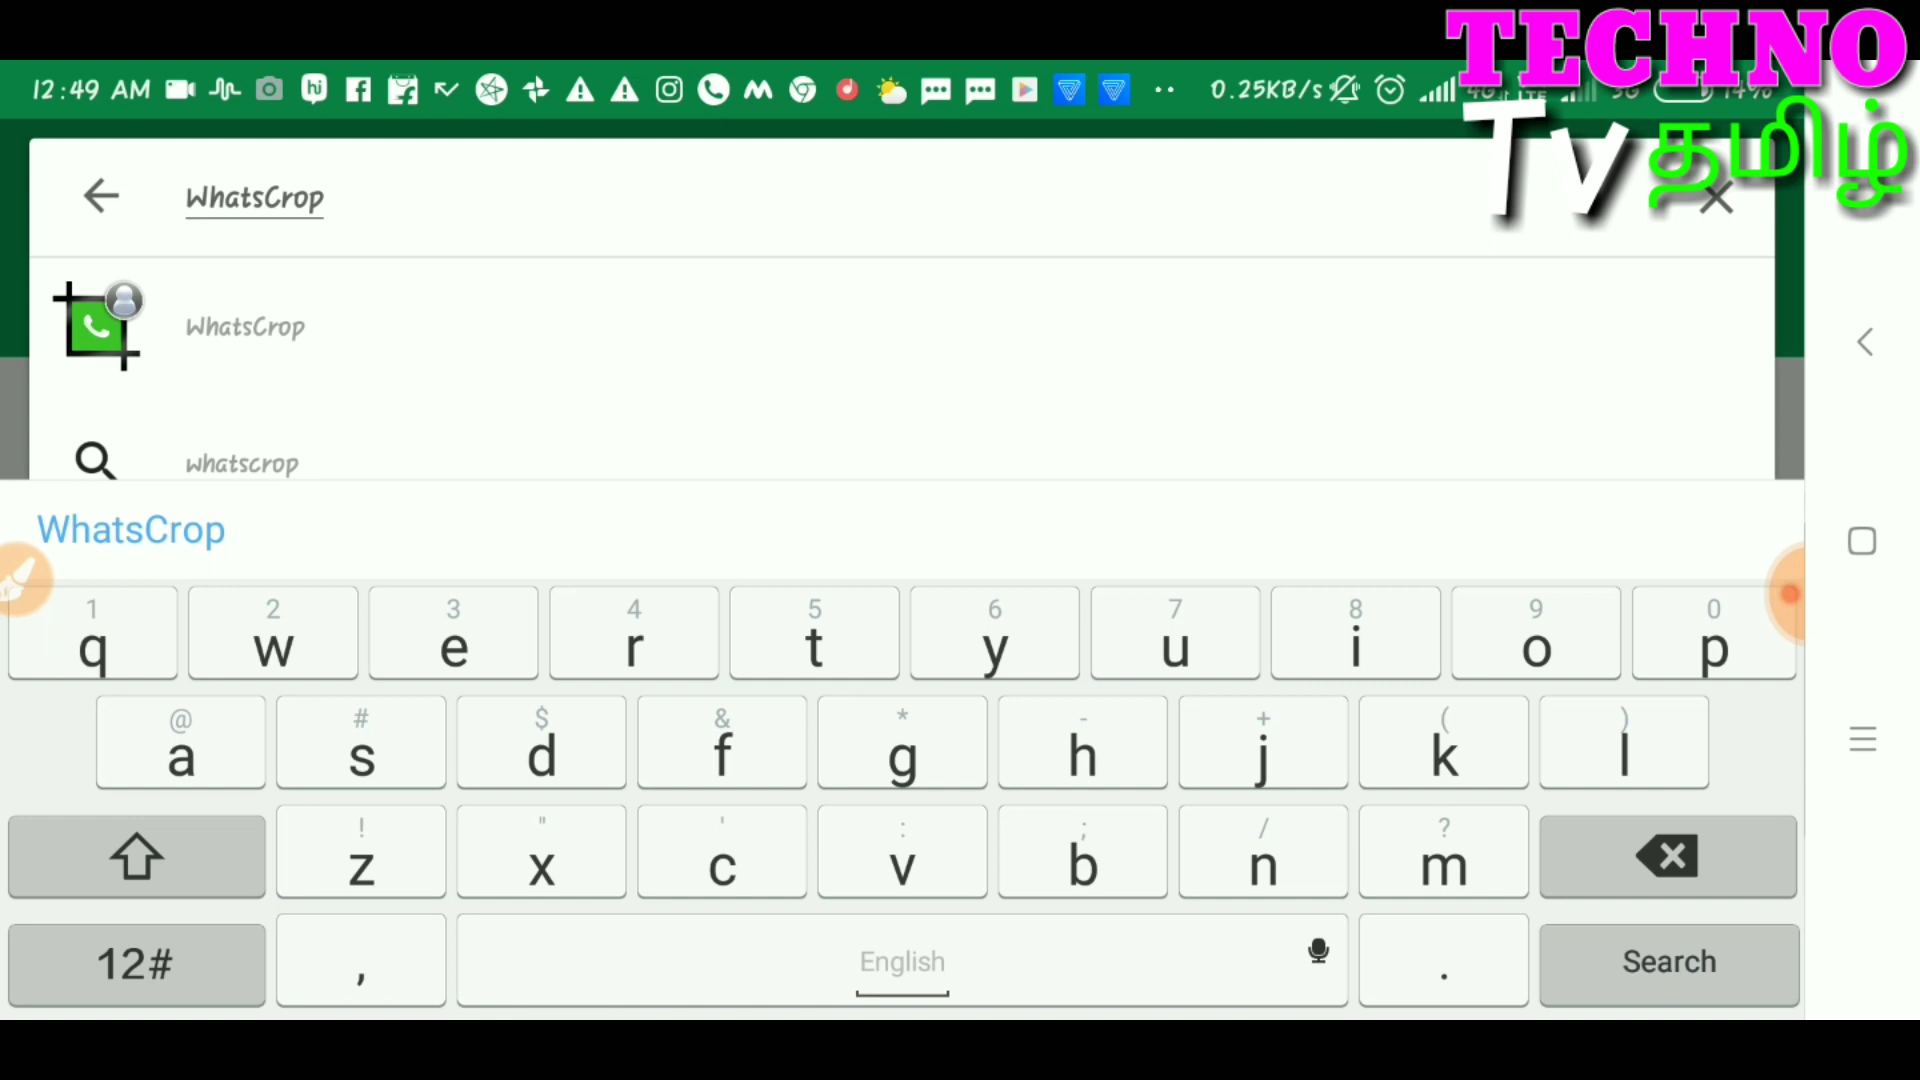 TECHNO
Tv தமிழ்
12:49 AM
0.25KB/s
14%
WhatsCrop
WhatsCrop
whatscrop
WhatsCrop
1 2 3 4 5 6 7 8 9 0
q w e r t y u i o p
@ # $ & * - + ( )
a s d f g h j k l
! " ' : ; / ?
z x c v b n m
12# , English . Search